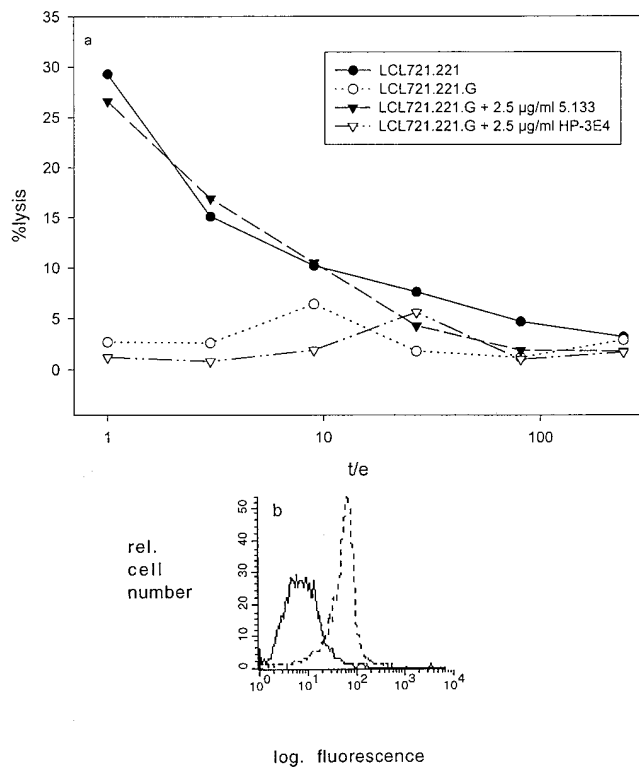 35
a
30
25
20
15
10
5
0
%lysis
LCL721.221
LCL721.221.G
LCL721.221.G + 2.5 µg/ml 5.133
LCL721.221.G + 2.5 µg/ml HP-3E4
1
10
100
t/e
b
rel.
cell
number
50
40
30
20
10
0
10⁰
10¹
10²
10³
10⁴
log. fluorescence